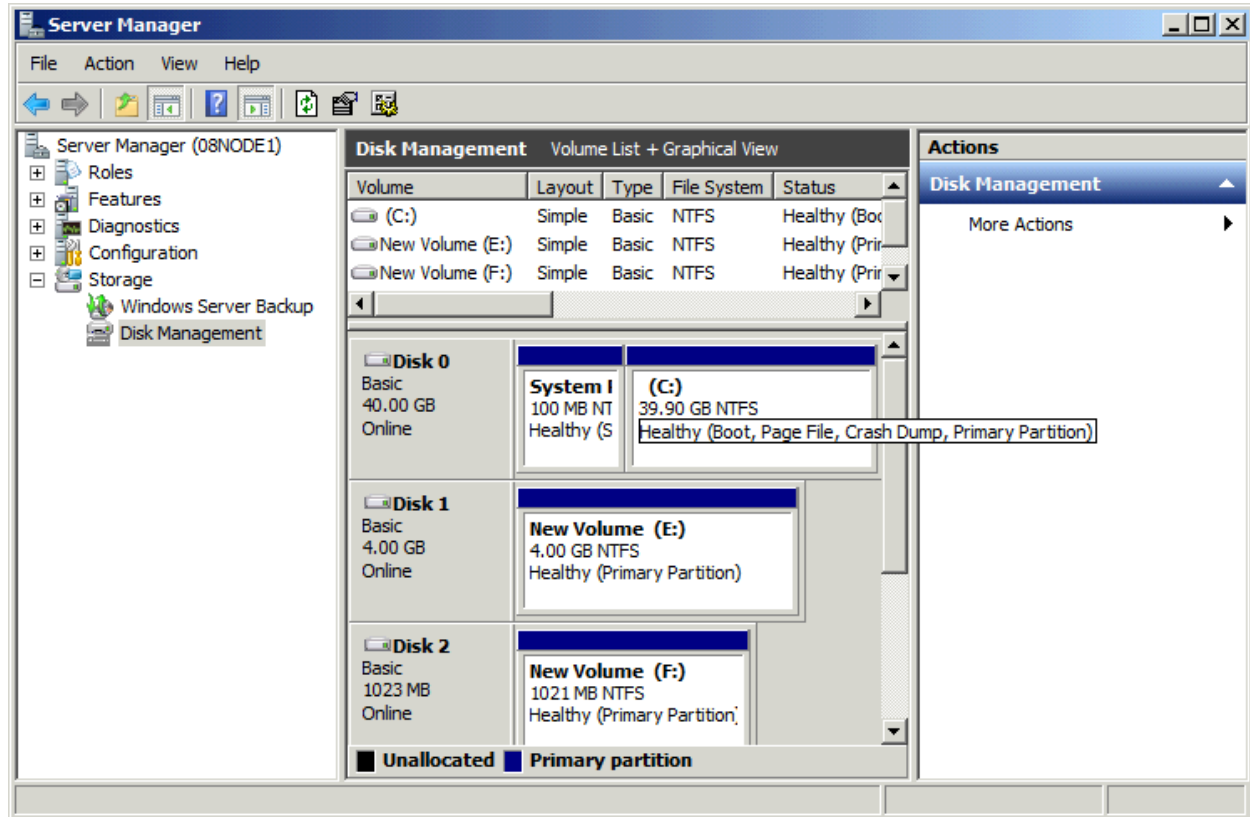 Server Manager
File Action View Help
Server Manager (08NODE1)
Roles
Features
Diagnostics
Configuration
Storage
Windows Server Backup
Disk Management
Disk Management Volume List + Graphical View
Volume Layout Type File System Status
(C:) Simple Basic NTFS Healthy (Boo
New Volume (E:) Simple Basic NTFS Healthy (Prin
New Volume (F:) Simple Basic NTFS Healthy (Prin
Disk 0
Basic
40.00 GB
Online
System
100 MB NT
Healthy (S
(C:)
39.90 GB NTFS
Healthy (Boot, Page File, Crash Dump, Primary Partition)
Disk 1
Basic
4.00 GB
Online
New Volume (E:)
4.00 GB NTFS
Healthy (Primary Partition)
Disk 2
Basic
1023 MB
Online
New Volume (F:)
1021 MB NTFS
Healthy (Primary Partition)
Unallocated Primary partition
Actions
Disk Management
More Actions